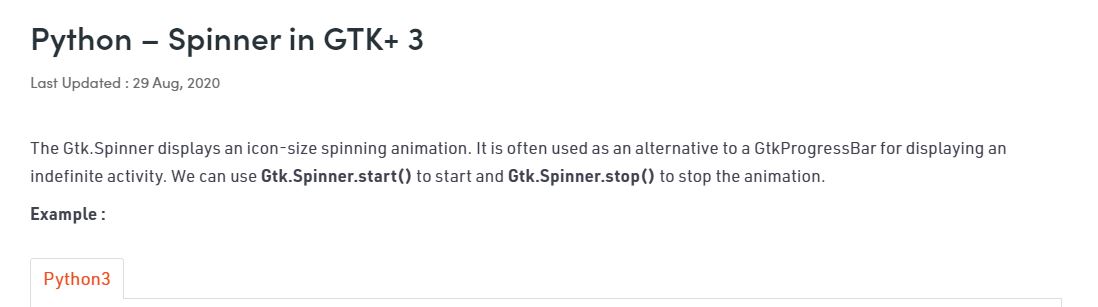 Python – Spinner in GTK+ 3
Last Updated : 29 Aug, 2020
The Gtk.Spinner displays an icon-size spinning animation. It is often used as an alternative to a GtkProgressBar for displaying an
indefinite activity. We can use Gtk.Spinner.start() to start and Gtk.Spinner.stop() to stop the animation.
Example :
Python3